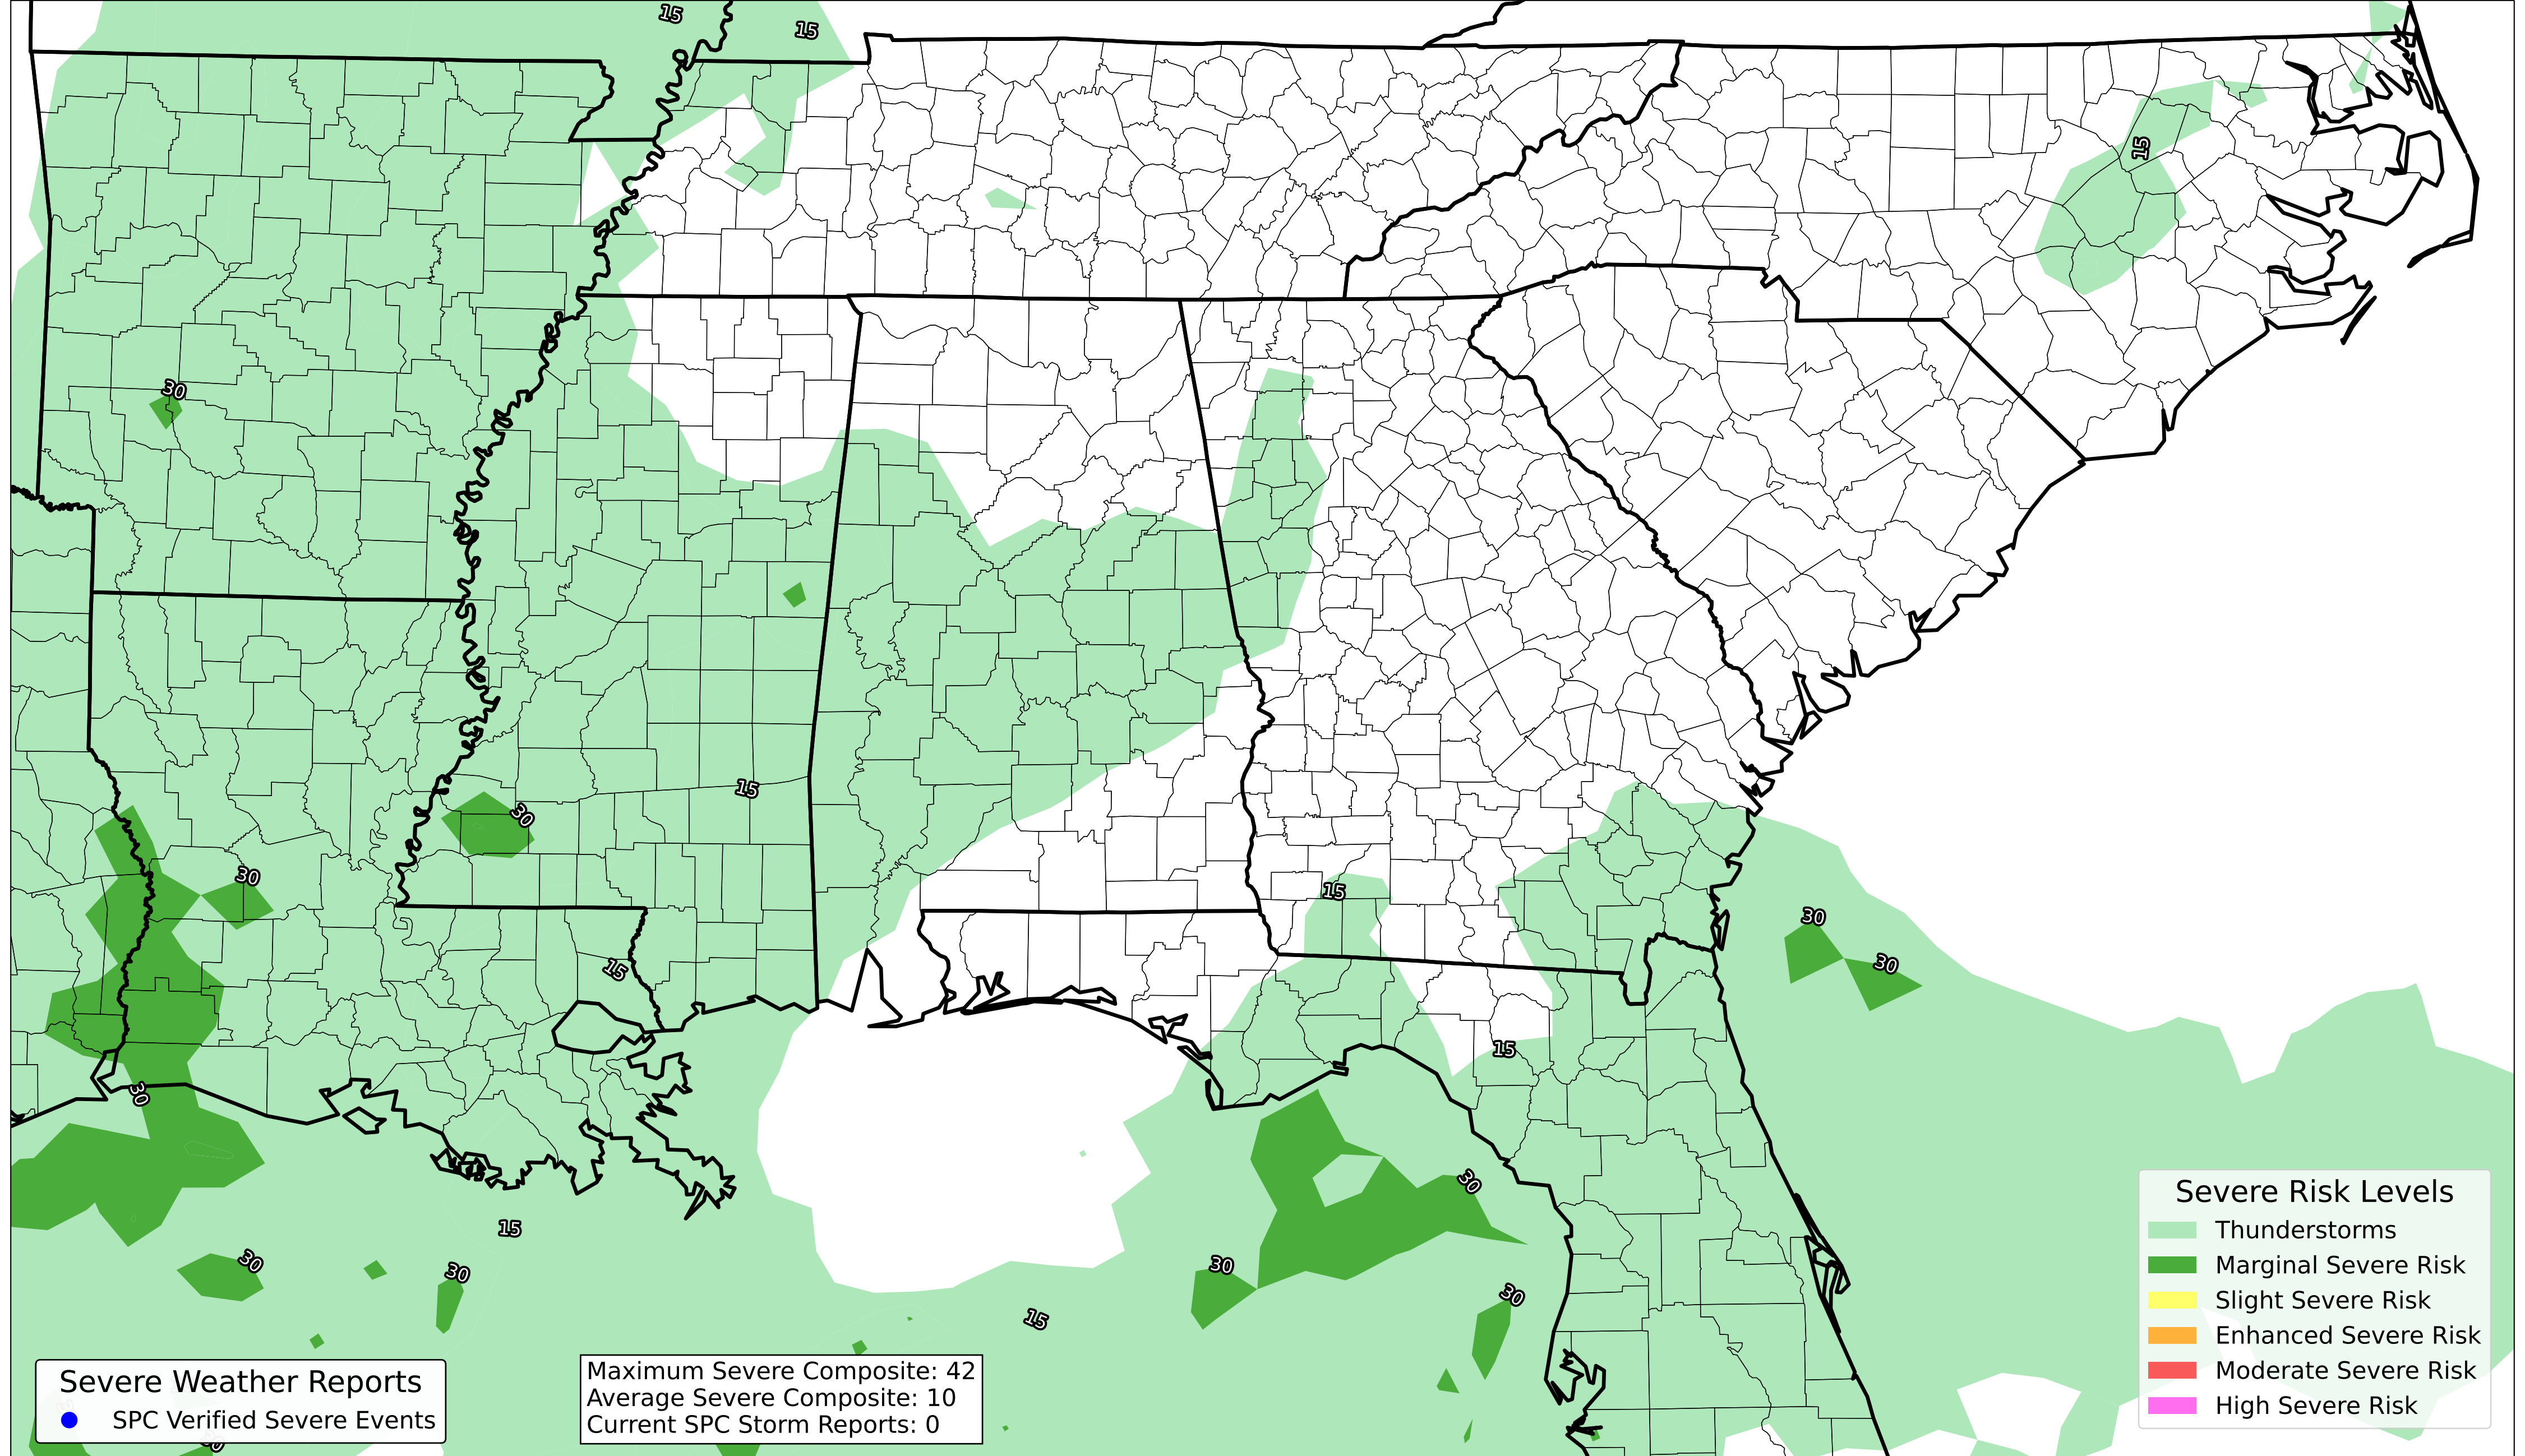 15
15
15
30
30
15
30
15
30
15
30
30
15
30
30
15
30
30
30
30
15
Severe Risk Levels
Thunderstorms
Marginal Severe Risk
Slight Severe Risk
Enhanced Severe Risk
Moderate Severe Risk
High Severe Risk
Severe Weather Reports
SPC Verified Severe Events
Maximum Severe Composite: 42
Average Severe Composite: 10
Current SPC Storm Reports: 0